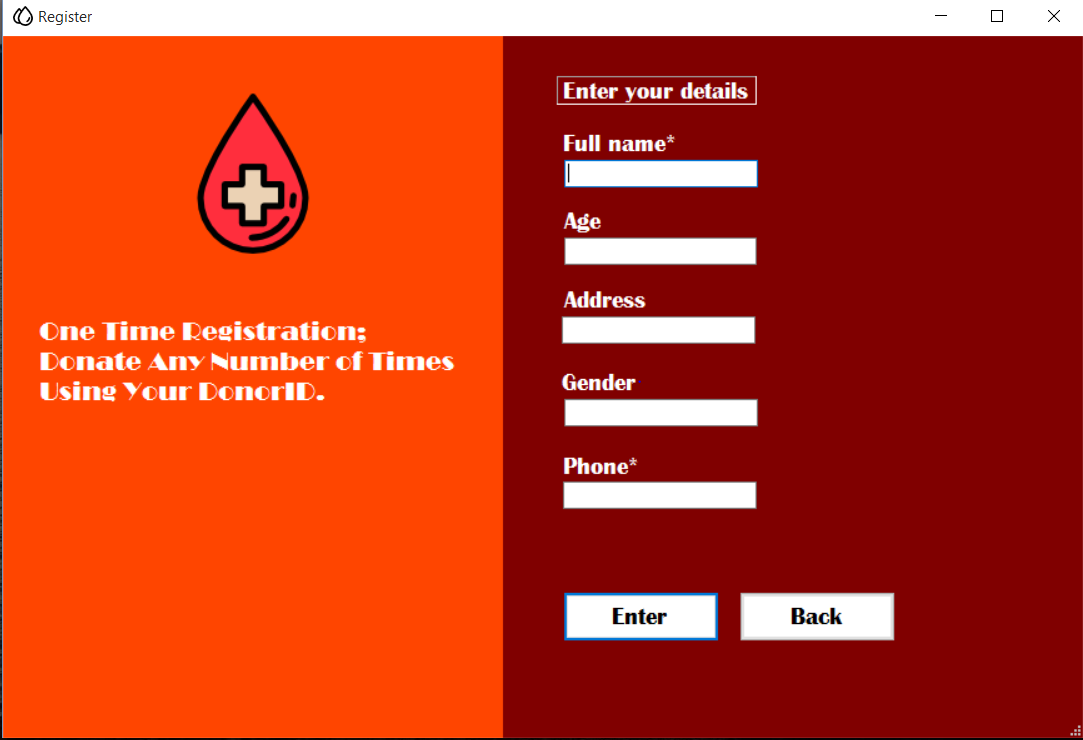 Register
One Time Registration;
Donate Any Number of Times
Using Your DonorID.
Enter your details
Full name*
Age
Address
Gender
Phone*
Enter
Back